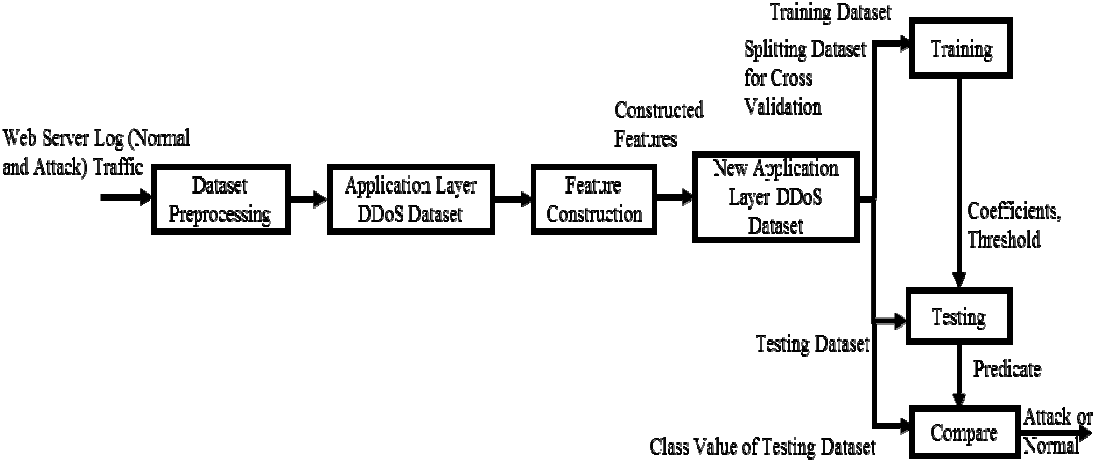 Training Dataset
Splitting Dataset
for Cross
Validation
Training
Constructed
Features
Web Server Log (Normal
and Attack) Traffic
Dataset
Preprocessing
Application Layer
DDoS Dataset
Feature
Construction
New Application
Layer DDoS
Dataset
Coefficients,
Threshold
Testing
Testing Dataset
Predicate
Class Value of Testing Dataset
Compare
Attack or
Normal